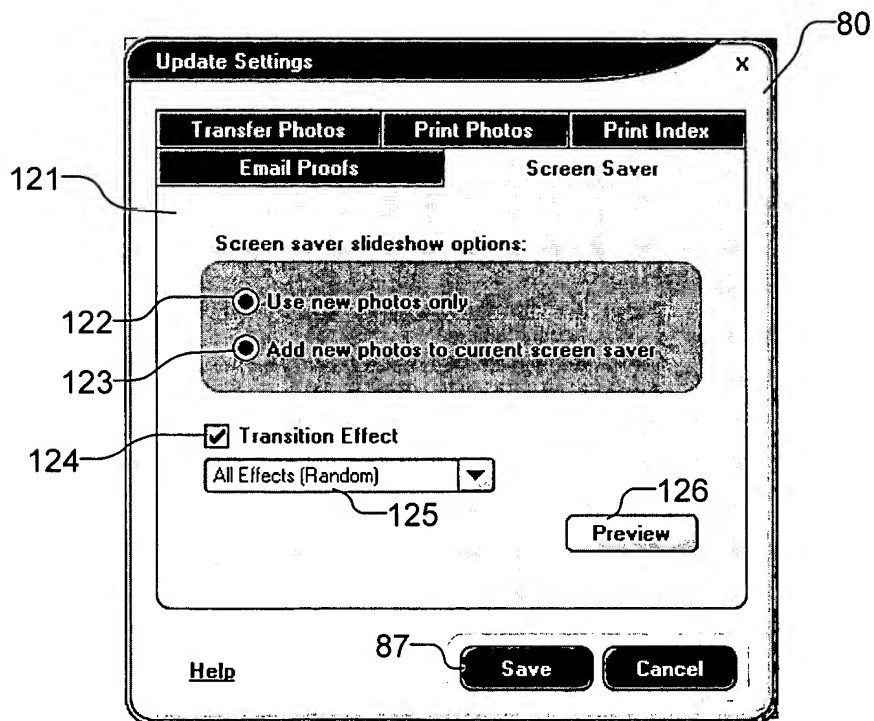 80
Update Settings x
Transfer Photos Print Photos Print Index
Email Proofs Screen Saver
121
Screen saver slideshow options:
122 Use new photos only
123 Add new photos to current screen saver
124 Transition Effect
All Effects (Random)
125
126
Preview
87
Help Save Cancel